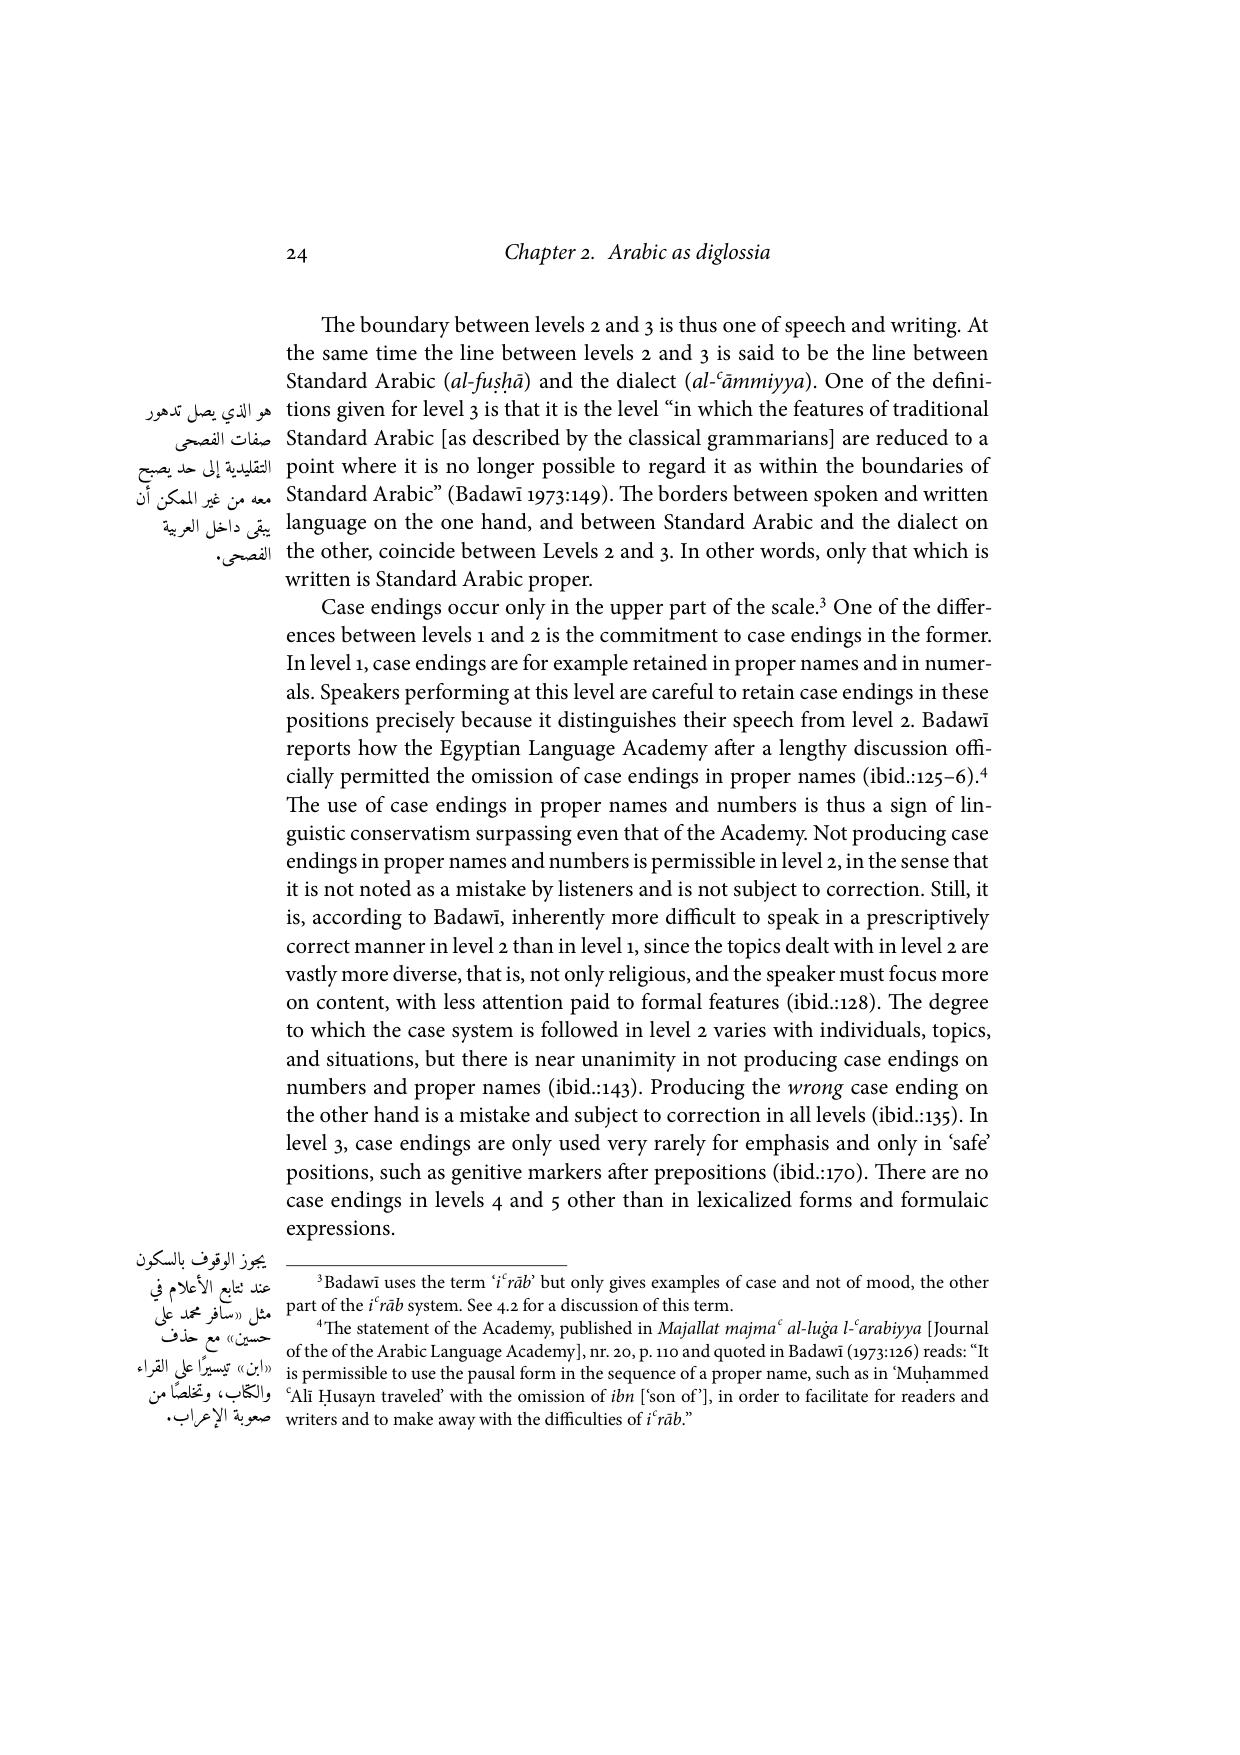 24
Chapter 2. Arabic as diglossia
The boundary between levels 2 and 3 is thus one of speech and writing. At
the same time the line between levels 2 and 3 is said to be the line between
Standard Arabic (al-fuṣḥā) and the dialect (al-ʿāmmiyya). One of the defini-
tions given for level 3 is that it is the level “in which the features of traditional
Standard Arabic [as described by the classical grammarians] are reduced to a
point where it is no longer possible to regard it as within the boundaries of
Standard Arabic” (Badawī 1973:149). The borders between spoken and written
language on the one hand, and between Standard Arabic and the dialect on
the other, coincide between Levels 2 and 3. In other words, only that which is
written is Standard Arabic proper.
هو الذي يصل تدهور
صفات الفصحى
التقليدية إلى حد يصبح
معه من غير الممكن أن
يبقى داخل العربية
الفصحى.
Case endings occur only in the upper part of the scale.³ One of the differ-
ences between levels 1 and 2 is the commitment to case endings in the former.
In level 1, case endings are for example retained in proper names and in numer-
als. Speakers performing at this level are careful to retain case endings in these
positions precisely because it distinguishes their speech from level 2. Badawī
reports how the Egyptian Language Academy after a lengthy discussion offi-
cially permitted the omission of case endings in proper names (ibid.:125–6).⁴
The use of case endings in proper names and numbers is thus a sign of lin-
guistic conservatism surpassing even that of the Academy. Not producing case
endings in proper names and numbers is permissible in level 2, in the sense that
it is not noted as a mistake by listeners and is not subject to correction. Still, it
is, according to Badawī, inherently more difficult to speak in a prescriptively
correct manner in level 2 than in level 1, since the topics dealt with in level 2 are
vastly more diverse, that is, not only religious, and the speaker must focus more
on content, with less attention paid to formal features (ibid.:128). The degree
to which the case system is followed in level 2 varies with individuals, topics,
and situations, but there is near unanimity in not producing case endings on
numbers and proper names (ibid.:143). Producing the wrong case ending on
the other hand is a mistake and subject to correction in all levels (ibid.:135). In
level 3, case endings are only used very rarely for emphasis and only in ‘safe’
positions, such as genitive markers after prepositions (ibid.:170). There are no
case endings in levels 4 and 5 other than in lexicalized forms and formulaic
expressions.
³Badawī uses the term ‘iʿrāb’ but only gives examples of case and not of mood, the other
part of the iʿrāb system. See 4.2 for a discussion of this term.
⁴The statement of the Academy, published in Majallat majmaʿ al-luġa l-ʿarabiyya [Journal
of the of the Arabic Language Academy], nr. 20, p. 110 and quoted in Badawī (1973:126) reads: “It
is permissible to use the pausal form in the sequence of a proper name, such as in ‘Muḥammed
ʿAlī Ḥusayn traveled’ with the omission of ibn [‘son of’], in order to facilitate for readers and
writers and to make away with the difficulties of iʿrāb.”
يجوز الوقوف بالسكون
عند تتابع الأعلام في
مثل «سافر محمد على
حسين» مع حذف
«ابن» تيسيرًا على القراء
والكتاب، وتخلصًا من
صعوبة الإعراب.